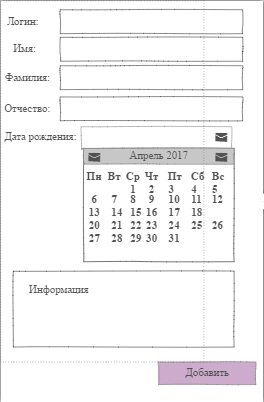 Логин:
Имя:
Фамилия:
Отчество:
Дата рождения:
Апрель 2017
Пн Вт Ср Чт Пт Сб Вс
1 2 3 4 5
6 7 8 9 10 11 12
13 14 15 16 17 18
20 21 22 23 24 25 26
27 28 29 30 31
Информация
Добавить